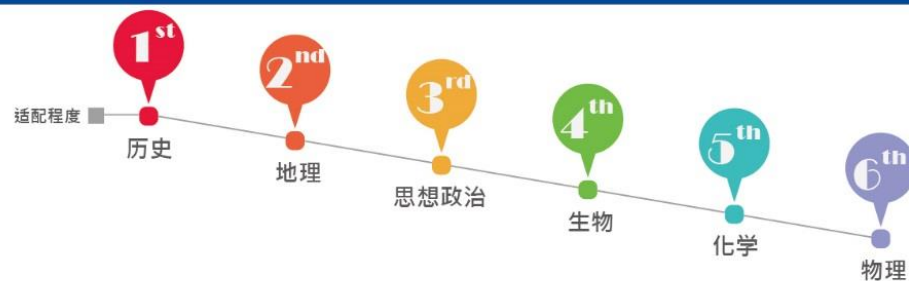 1st
2nd
3rd
4th
5th
6th
适配程度
历史
地理
思想政治
生物
化学
物理